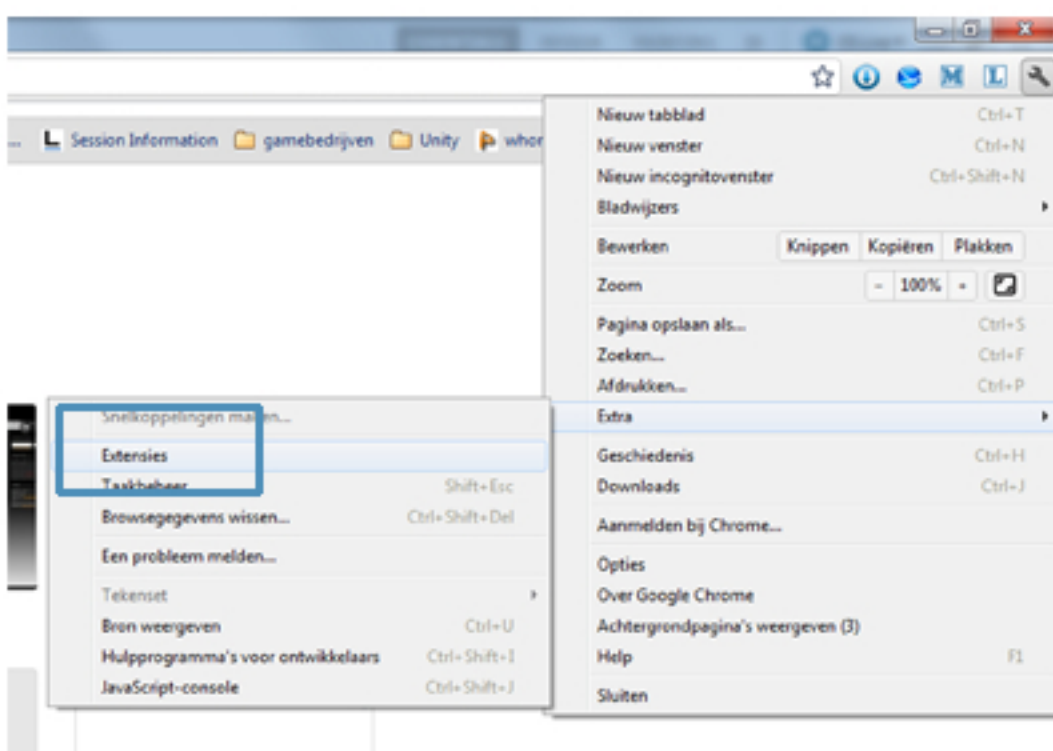 ... Session Information gamebedrijven Unity whor
Nieuw tabblad Ctrl+T
Nieuw venster Ctrl+N
Nieuw incognitovenster Ctrl+Shift+N
Bladwijzers
Bewerken Knippen Kopiëren Plakken
Zoom - 100% +
Pagina opslaan als... Ctrl+S
Zoeken... Ctrl+F
Afdrukken... Ctrl+P
Extra
Geschiedenis Ctrl+H
Downloads Ctrl+J
Aanmelden bij Chrome...
Opties
Over Google Chrome
Achtergrondpagina's weergeven (3)
Help F1
Sluiten
Snelkoppelingen maken...
Extensies
Taakbeheer Shift+Esc
Browsegegevens wissen... Ctrl+Shift+Del
Een probleem melden...
Tekenset
Bron weergeven Ctrl+U
Hulpprogramma's voor ontwikkelaars Ctrl+Shift+I
JavaScript-console Ctrl+Shift+J